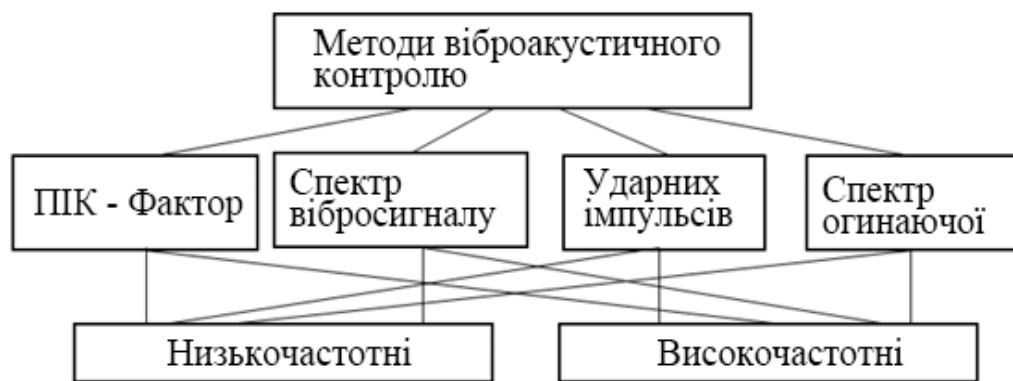 Методи віброакустичного
контролю
ПІК - Фактор
Спектр
вібросигналу
Ударних
імпульсів
Спектр
огинаючої
Низькочастотні
Високочастотні